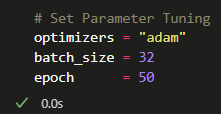 # Set Parameter Tuning
optimizers = "adam"
batch_size = 32
epoch = 50
✓ 0.0s